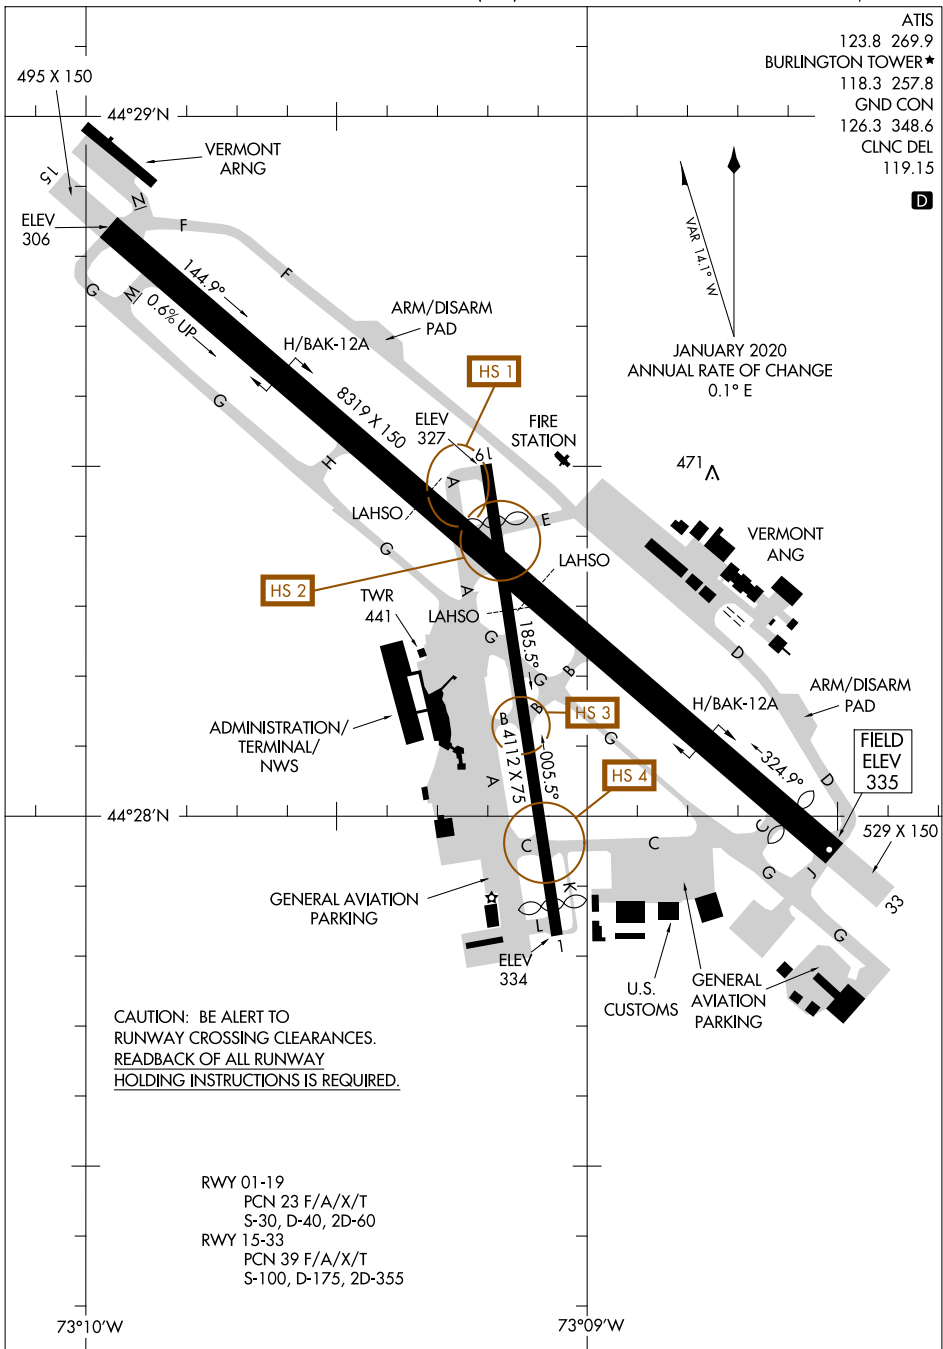 ATIS
123.8 269.9
BURLINGTON TOWER★
118.3 257.8
GND CON
126.3 348.6
CLNC DEL
119.15
D
495 X 150
44°29'N
VERMONT
ARNG
15
ELEV
306
N
F
G
M
144.9°
0.6% UP
F
ARM/DISARM
PAD
H/BAK-12A
VAR 14.1° W
JANUARY 2020
ANNUAL RATE OF CHANGE
0.1° E
HS 1
G
8319 X 150
ELEV
327
FIRE
STATION
19
H
A
471
LAHSO
E
VERMONT
ANG
G
LAHSO
HS 2
TWR
441
A
LAHSO
G
185.5°
D
G
B
ARM/DISARM
PAD
H/BAK-12A
B
B
HS 3
ADMINISTRATION/
TERMINAL/
NWS
G
FIELD
ELEV
335
4112 X 75
005.5°
A
HS 4
324.9°
D
44°28'N
C
529 X 150
C
C
G
J
GENERAL AVIATION
PARKING
K
33
L
G
1
ELEV
334
U.S.
CUSTOMS
GENERAL
AVIATION
PARKING
CAUTION: BE ALERT TO
RUNWAY CROSSING CLEARANCES.
READBACK OF ALL RUNWAY
HOLDING INSTRUCTIONS IS REQUIRED.
RWY 01-19
PCN 23 F/A/X/T
S-30, D-40, 2D-60
RWY 15-33
PCN 39 F/A/X/T
S-100, D-175, 2D-355
73°10'W
73°09'W